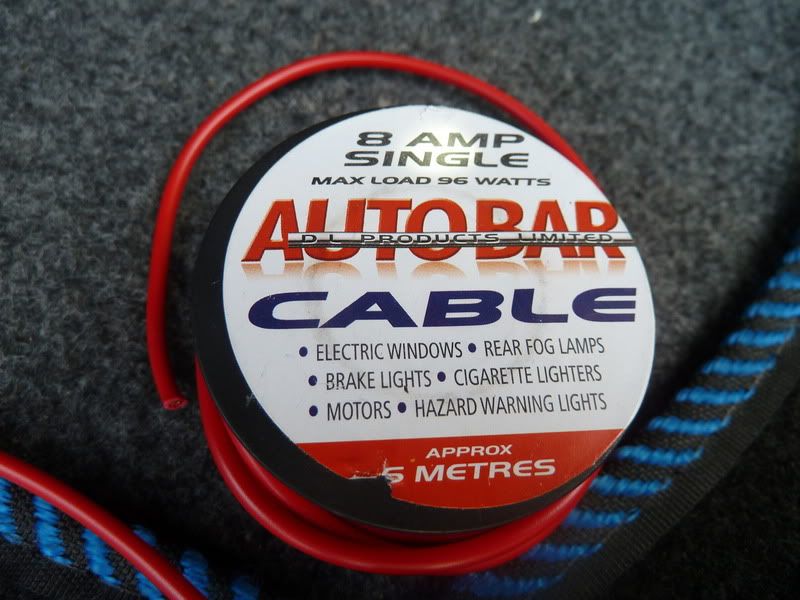 8 AMP
SINGLE
MAX LOAD 96 WATTS
AUTOBAR
D L PRODUCTS LIMITED
CABLE
• ELECTRIC WINDOWS • REAR FOG LAMPS
• BRAKE LIGHTS • CIGARETTE LIGHTERS
• MOTORS • HAZARD WARNING LIGHTS
APPROX
5 METRES